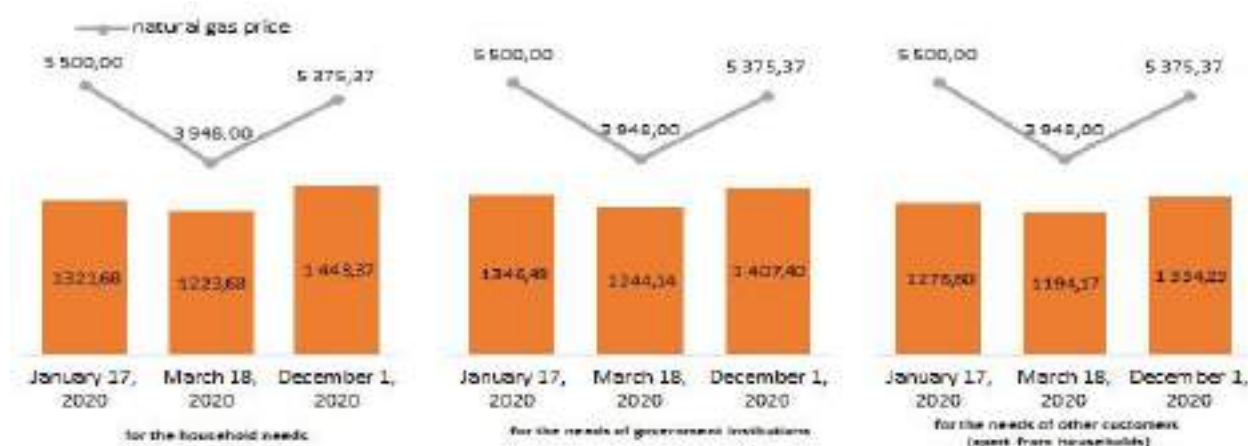 natural gas price
5 500,00
3 948,00
5 375,37
1321,68
1223,68
1 443,37
January 17, 2020
March 18, 2020
December 1, 2020
for the household needs
5 500,00
3 948,00
5 375,37
1346,49
1244,14
1 407,40
January 17, 2020
March 18, 2020
December 1, 2020
for the needs of government institutions
5 500,00
3 948,00
5 375,37
1194,17
January 17, 2020
March 18, 2020
December 1, 2020
for the needs of other customers
(apart from households)